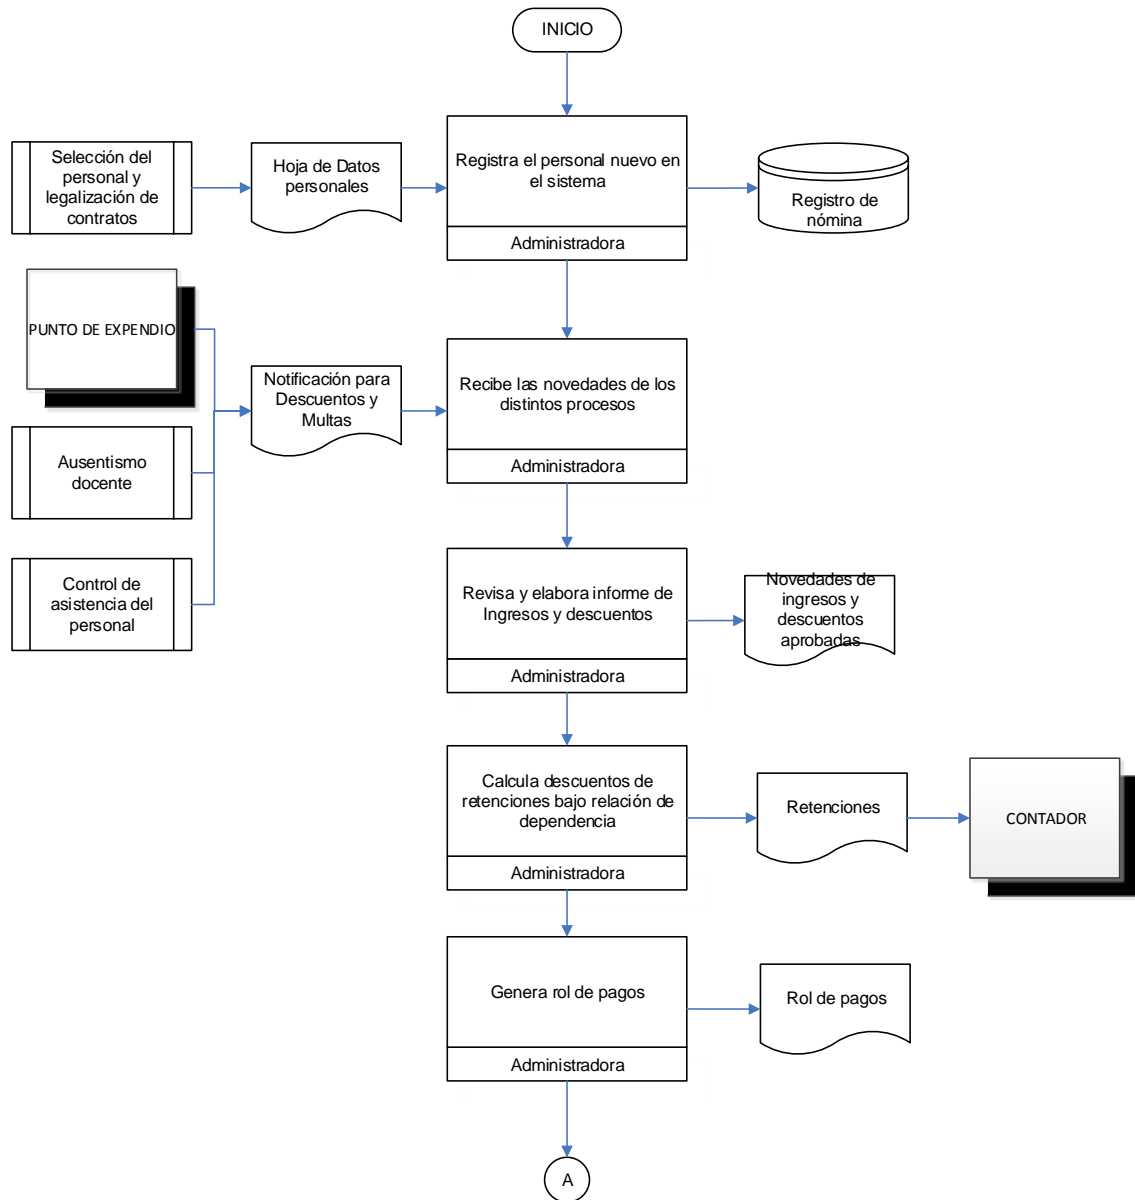 INICIO
Selección del
personal y
legalización de
contratos
Hoja de Datos
personales
Registra el personal nuevo en
el sistema
Administradora
Registro de
nómina
PUNTO DE EXPENDIO
Notificación para
Descuentos y
Multas
Recibe las novedades de los
distintos procesos
Administradora
Ausentismo
docente
Control de
asistencia del
personal
Revisa y elabora informe de
Ingresos y descuentos
Administradora
Novedades de
ingresos y
descuentos
aprobadas
Calcula descuentos de
retenciones bajo relación de
dependencia
Administradora
Retenciones
CONTADOR
Genera rol de pagos
Administradora
Rol de pagos
A